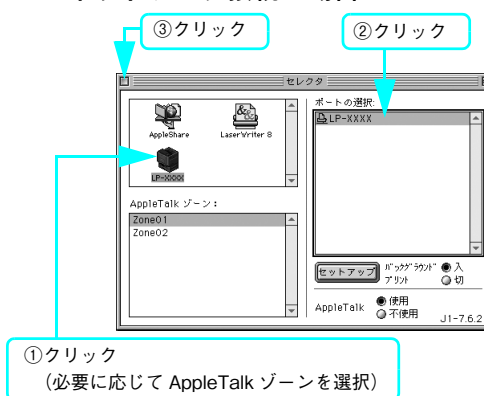 ③クリック
②クリック
セレクタ
AppleShare
LaserWriter 8
LP-XXXX
ポートの選択:
LP-XXXX
AppleTalk ゾーン:
Zone01
Zone02
セットアップ
バックグラウンド
プリント
入
切
AppleTalk
使用
不使用
J1-7.6.2
①クリック
(必要に応じて AppleTalk ゾーンを選択)